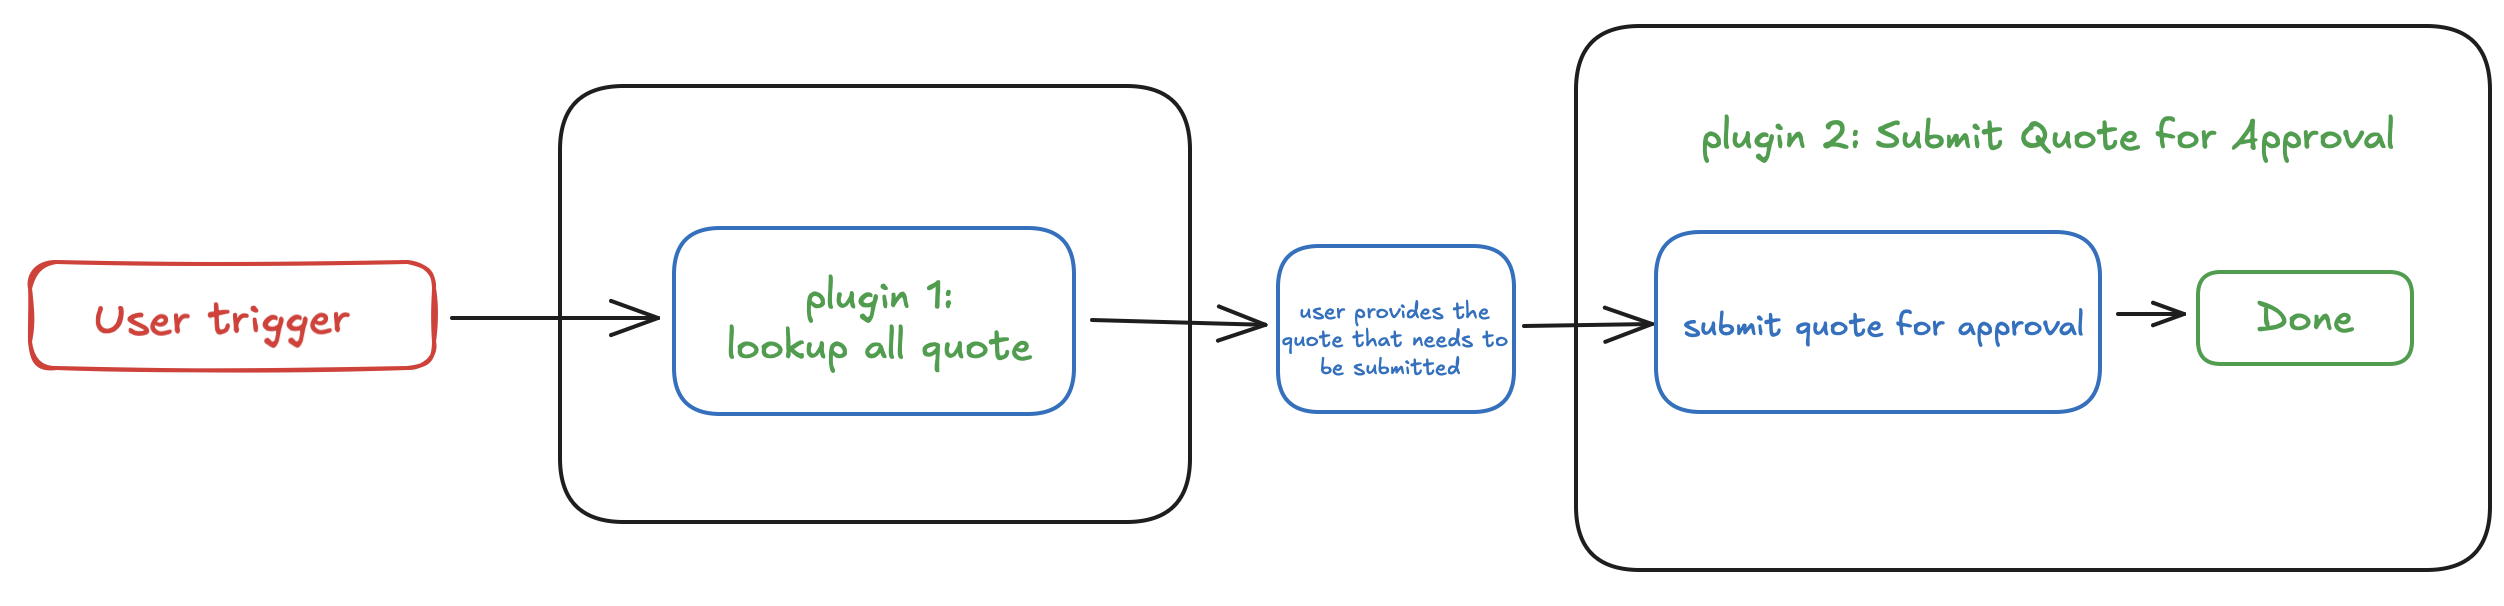 User trigger
plugin 1:
lookup all quote
user provides the
quote that needs to
be submitted
plugin 2: Submit Quote for Approval
submit quote for approval
Done